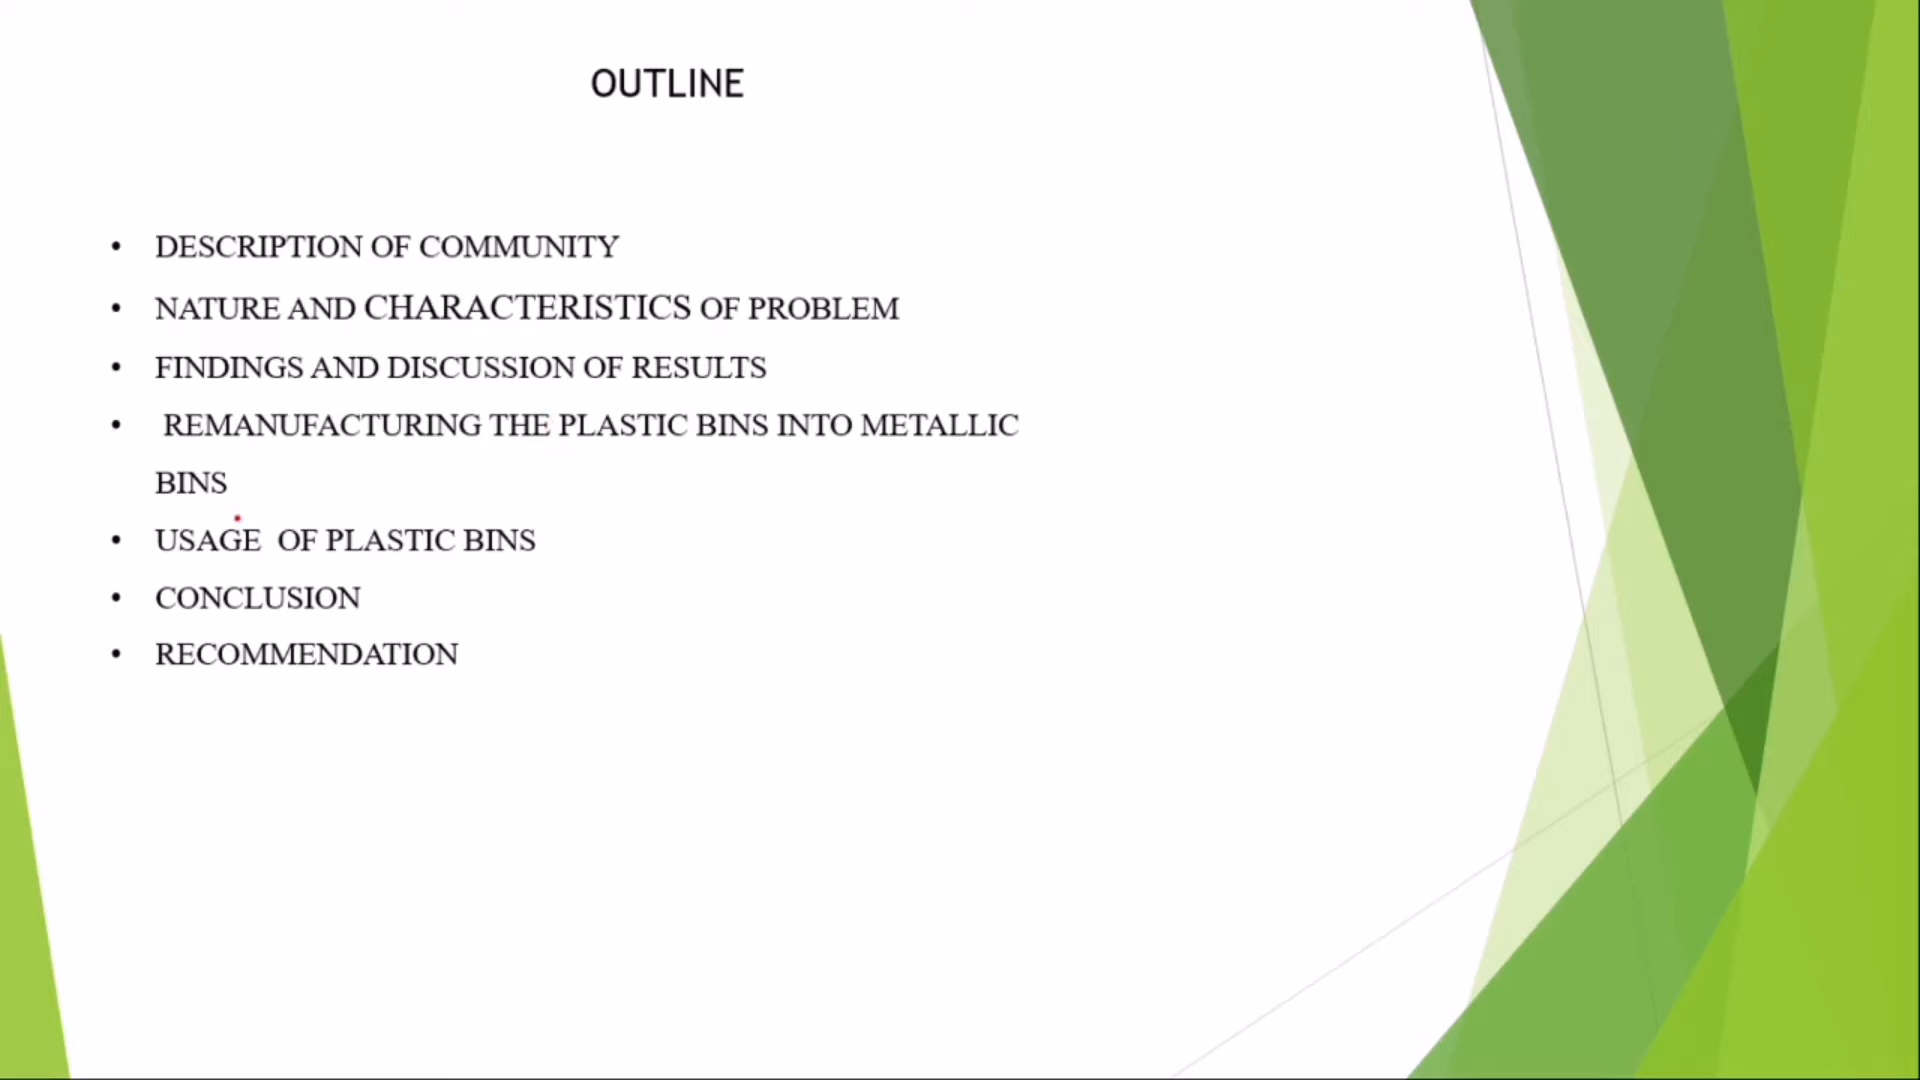 OUTLINE
• DESCRIPTION OF COMMUNITY
• NATURE AND CHARACTERISTICS OF PROBLEM
• FINDINGS AND DISCUSSION OF RESULTS
• REMANUFACTURING THE PLASTIC BINS INTO METALLIC
BINS
• USAGE OF PLASTIC BINS
• CONCLUSION
• RECOMMENDATION